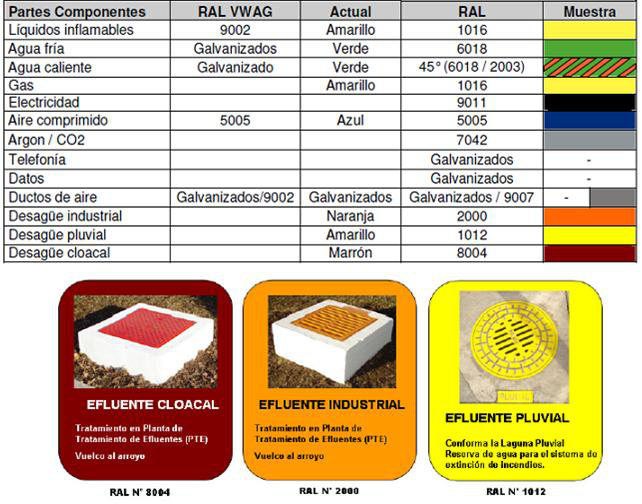 Partes Componentes RAL VWAG Actual RAL Muestra
Líquidos inflamables 9002 Amarillo 1016
Agua fría Galvanizados Verde 6018
Agua caliente Galvanizado Verde 45° (6018 / 2003)
Gas Amarillo 1016
Electricidad 9011
Aire comprimido 5005 Azul 5005
Argon / CO2 7042
Telefonía Galvanizados -
Datos Galvanizados -
Ductos de aire Galvanizados/9002 Galvanizados Galvanizados / 9007 -
Desagüe industrial Naranja 2000
Desagüe pluvial Amarillo 1012
Desagüe cloacal Marrón 8004
EFLUENTE CLOACAL
Tratamiento en Planta de
Tratamiento de Efluentes (PTE)
Vuelco al arroyo
RAL N° 8004
EFLUENTE INDUSTRIAL
Tratamiento en Planta de
Tratamiento de Efluentes (PTE)
Vuelco al arroyo
RAL N° 2000
PLUVIAL
EFLUENTE PLUVIAL
Conforma la Laguna Pluvial
Reserva de agua para el sistema de
extinción de incendios.
RAL N° 1012